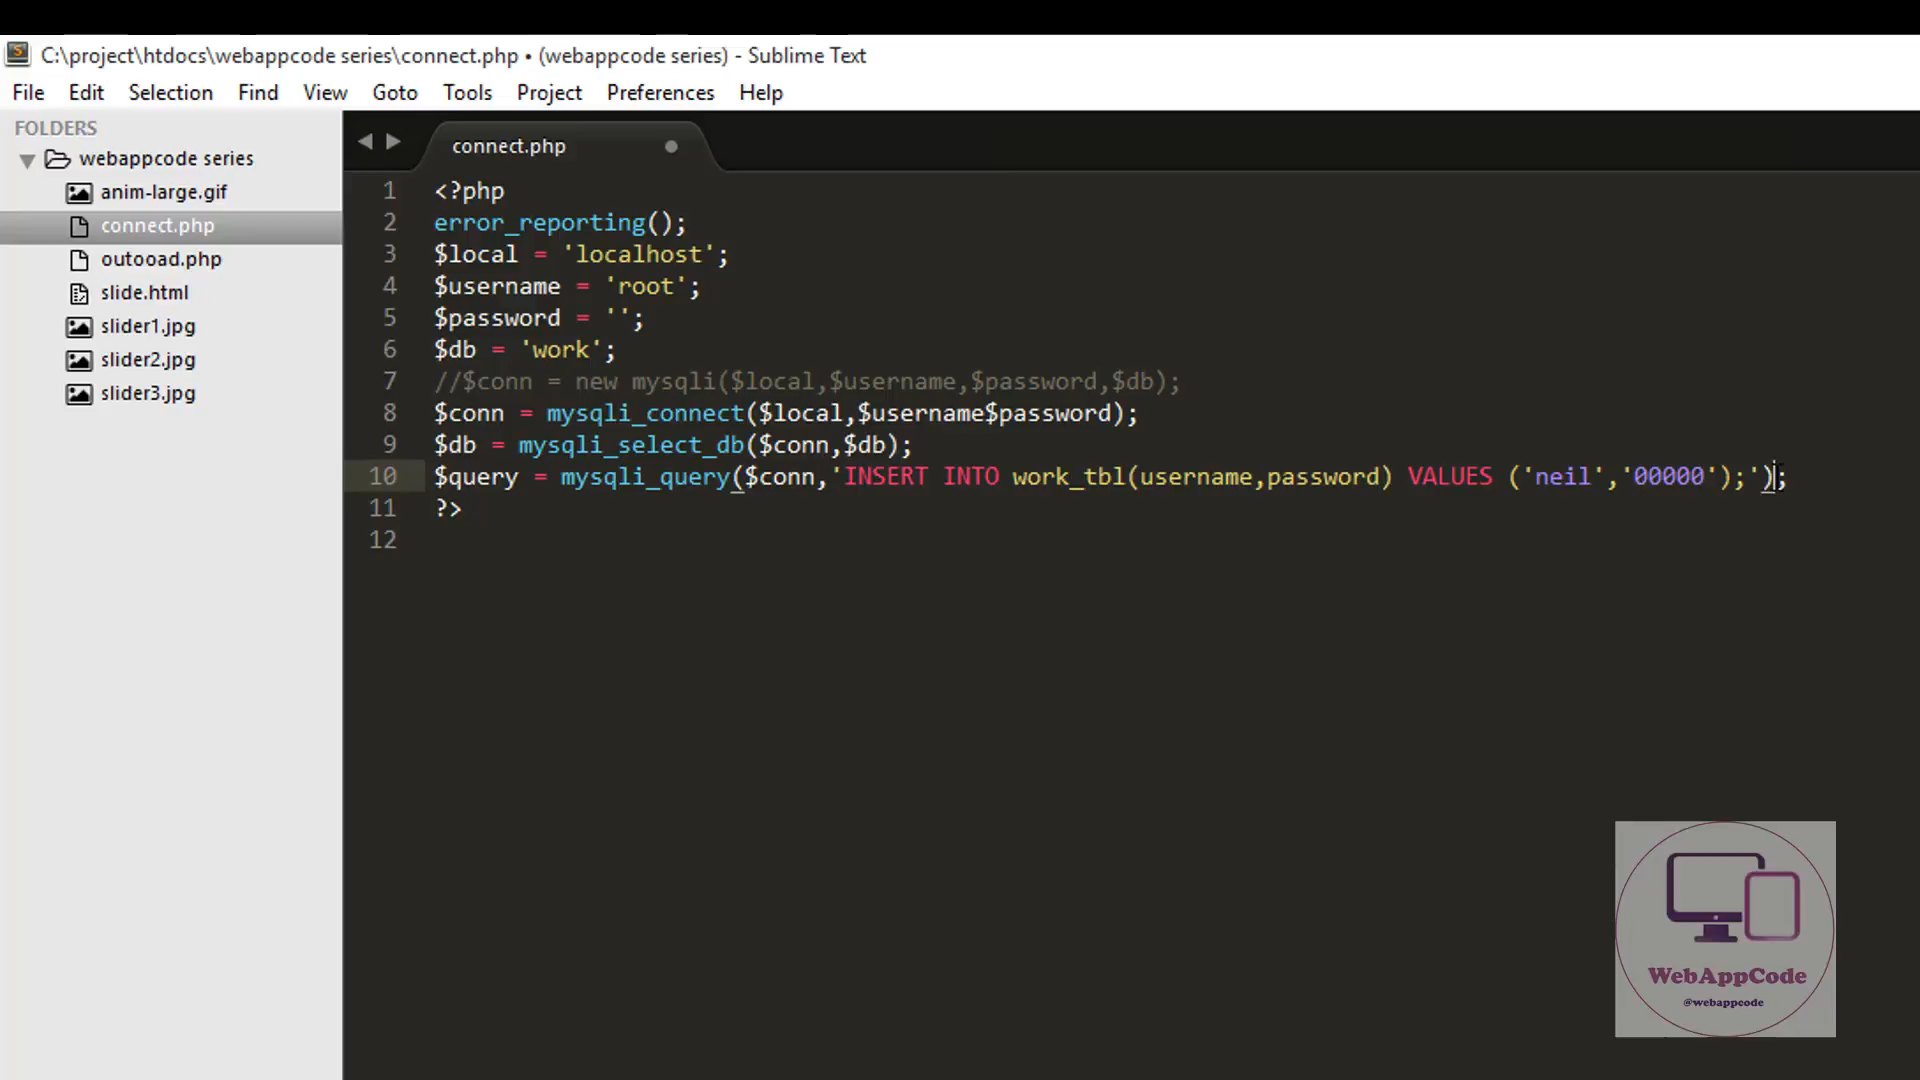 C:\project\htdocs\webappcode series\connect.php • (webappcode series) - Sublime Text
File Edit Selection Find View Goto Tools Project Preferences Help
FOLDERS
webappcode series
anim-large.gif
connect.php
outooad.php
slide.html
slider1.jpg
slider2.jpg
slider3.jpg
connect.php
1 <?php
2 error_reporting();
3 $local = 'localhost';
4 $username = 'root';
5 $password = '';
6 $db = 'work';
7 //$conn = new mysqli($local,$username,$password,$db);
8 $conn = mysqli_connect($local,$username$password);
9 $db = mysqli_select_db($conn,$db);
10 $query = mysqli_query($conn,'INSERT INTO work_tbl(username,password) VALUES ('neil','00000');');
11 ?>
12
WebAppCode
@webappcode